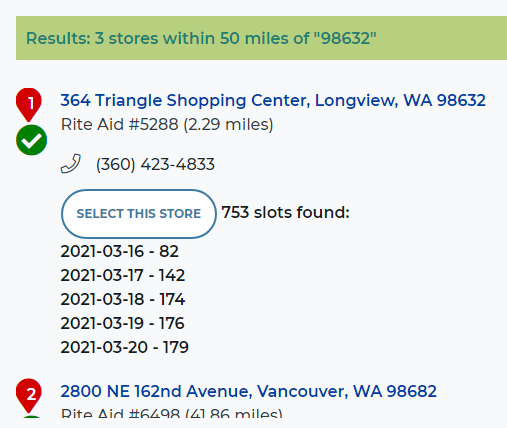 Results: 3 stores within 50 miles of "98632"
1
364 Triangle Shopping Center, Longview, WA 98632
Rite Aid #5288 (2.29 miles)
(360) 423-4833
SELECT THIS STORE 753 slots found:
2021-03-16 - 82
2021-03-17 - 142
2021-03-18 - 174
2021-03-19 - 176
2021-03-20 - 179
2
2800 NE 162nd Avenue, Vancouver, WA 98682
Rite Aid #6498 (41.86 miles)